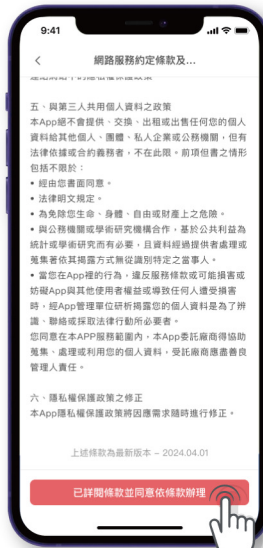 9:41
網路服務約定條款及...
五、與第三人共用個人資料之政策
本App絕不會提供、交換、出租或出售任何您的個人
資料給其他個人、團體、私人企業或公務機關，但有
法律依據或合約義務者，不在此限。前項但書之情形
包括不限於：
• 經由您書面同意。
• 法律明文規定。
• 為免除您生命、身體、自由或財產上之危險。
• 與公務機關或學術研究機構合作，基於公共利益為
統計或學術研究而有必要，且資料經過提供者處理或
蒐集著依其揭露方式無從識別特定之當事人。
• 當您在App裡的行為，違反服務條款或可能損害或
妨礙App與其他使用者權益或導致任何人遭受損害
時，經App管理單位研析揭露您的個人資料是為了辨
識、聯絡或採取法律行動所必要者。
您同意在本APP服務範圍內，本App委託廠商得協助
蒐集、處理或利用您的個人資料，受託廠商應盡善良
管理人責任。
六、隱私權保護政策之修正
本App隱私權保護政策將因應需求隨時進行修正。
上述條款為最新版本 – 2024.04.01
已詳閱條款並同意依條款辦理